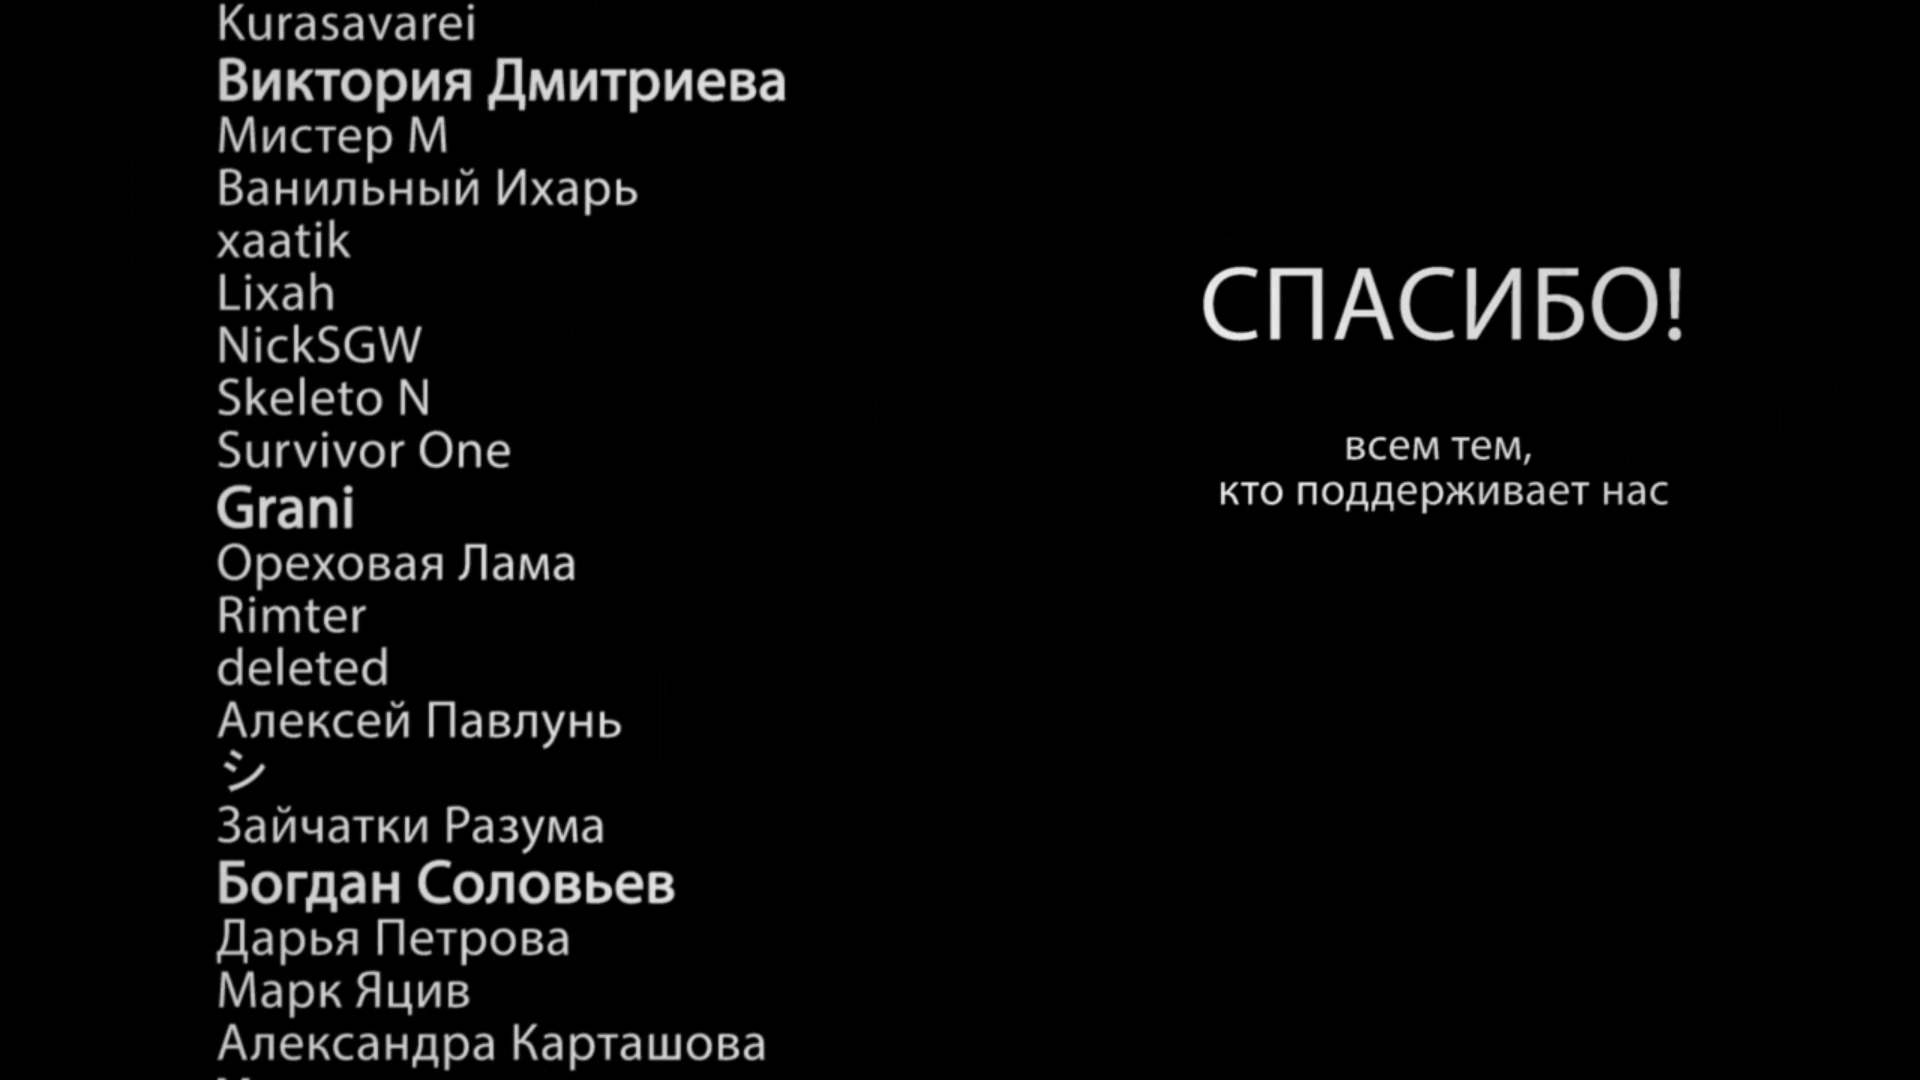 Kurasavarei
Виктория Дмитриева
Мистер М
Ванильный Ихарь
xaatik
Lixah
NickSGW
Skeleto N
Survivor One
Grani
Ореховая Лама
Rimter
deleted
Алексей Павлунь
シ
Зайчатки Разума
Богдан Соловьев
Дарья Петрова
Марк Яцив
Александра Карташова
СПАСИБО!
всем тем,
кто поддерживает нас